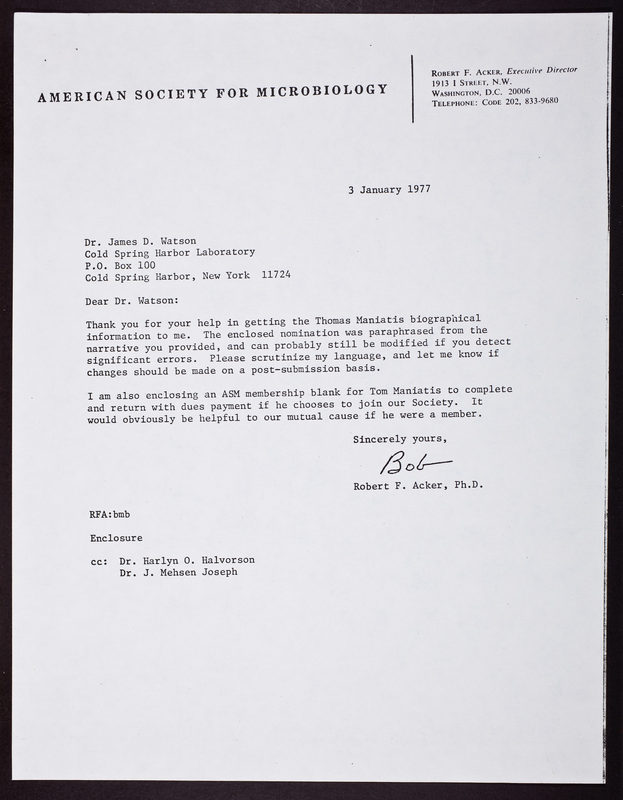 AMERICAN SOCIETY FOR MICROBIOLOGY
ROBERT F. ACKER, Executive Director
1913 I STREET, N.W.
WASHINGTON, D.C. 20006
TELEPHONE: CODE 202, 833-9680
3 January 1977
Dr. James D. Watson
Cold Spring Harbor Laboratory
P.O. Box 100
Cold Spring Harbor, New York 11724
Dear Dr. Watson:
Thank you for your help in getting the Thomas Maniatis biographical
information to me. The enclosed nomination was paraphrased from the
narrative you provided, and can probably still be modified if you detect
significant errors. Please scrutinize my language, and let me know if
changes should be made on a post-submission basis.
I am also enclosing an ASM membership blank for Tom Maniatis to complete
and return with dues payment if he chooses to join our Society. It
would obviously be helpful to our mutual cause if he were a member.
Sincerely yours,
Bob
Robert F. Acker, Ph.D.
RFA:bmb
Enclosure
cc: Dr. Harlyn O. Halvorson
Dr. J. Mehsen Joseph